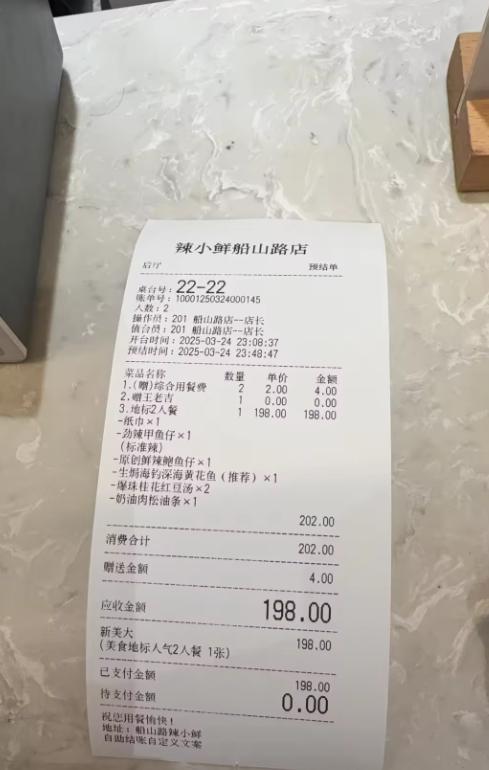 辣小鲜船山路店
后厅 预结单
桌台号：22-22
账单号：10001250324000145
人数：2
操作员：201 船山路店--店长
值台员：201 船山路店--店长
开台时间：2025-03-24 23:08:37
预结时间：2025-03-24 23:48:47
菜品名称 数量 单价 金额
1.(赠)综合用餐费 2 2.00 4.00
2.赠王老吉 1 0.00 0.00
3.地标2人餐 1 198.00 198.00
-纸巾×1
-劲辣甲鱼仔×1
(标准辣)
-原创鲜辣鲍鱼仔×1
-生焗海钓深海黄花鱼（推荐）×1
-爆珠桂花红豆汤×2
-奶油肉松油条×1
202.00
消费合计 202.00
赠送金额 4.00
应收金额 198.00
新美大 198.00
(美食地标人气2人餐 1张)
已支付金额 198.00
待支付金额 0.00
祝您用餐愉快！
地址：船山路辣小鲜
自助结账自定义文案